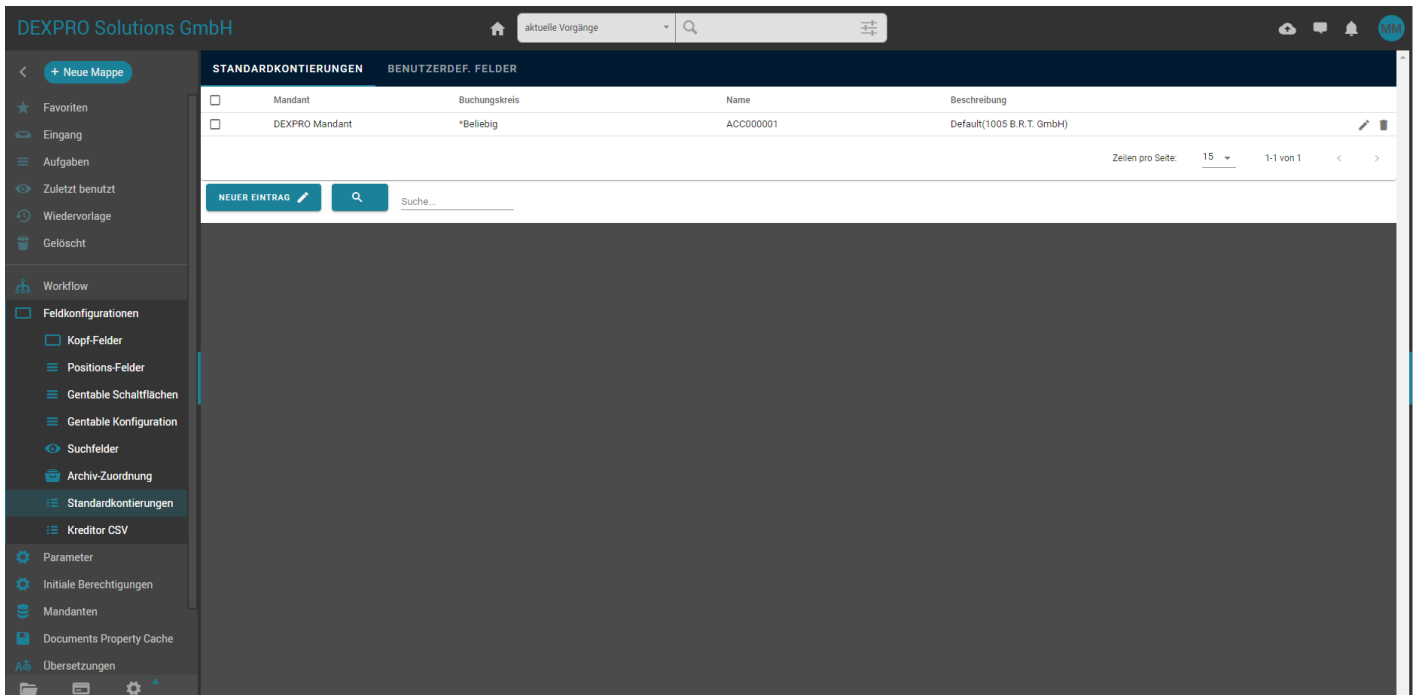 DEXPRO Solutions GmbH
aktuelle Vorgänge
MM
+ Neue Mappe
Favoriten
Eingang
Aufgaben
Zuletzt benutzt
Wiedervorlage
Gelöscht
Workflow
Feldkonfigurationen
Kopf-Felder
Positions-Felder
Gentable Schaltflächen
Gentable Konfiguration
Suchfelder
Archiv-Zuordnung
Standardkontierungen
Kreditor CSV
Parameter
Initiale Berechtigungen
Mandanten
Documents Property Cache
Aあ Übersetzungen
STANDARDKONTIERUNGEN BENUTZERDEF. FELDER
Mandant Buchungskreis Name Beschreibung
DEXPRO Mandant *Beliebig ACC000001 Default(1005 B.R.T. GmbH)
Zeilen pro Seite: 15 1-1 von 1
NEUER EINTRAG Suche...